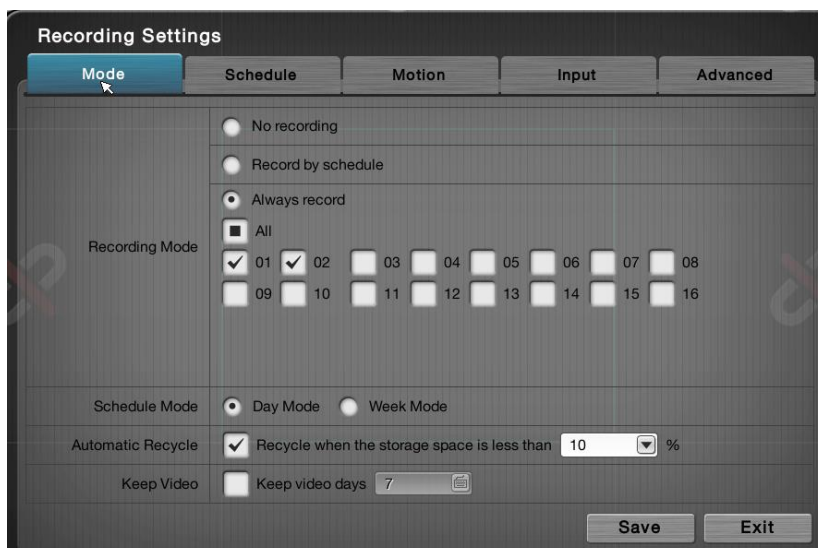 Recording Settings
Mode Schedule Motion Input Advanced
No recording
Record by schedule
Always record
All
Recording Mode
01 02 03 04 05 06 07 08
09 10 11 12 13 14 15 16
Schedule Mode Day Mode Week Mode
Automatic Recycle Recycle when the storage space is less than 10 %
Keep Video Keep video days 7
Save Exit